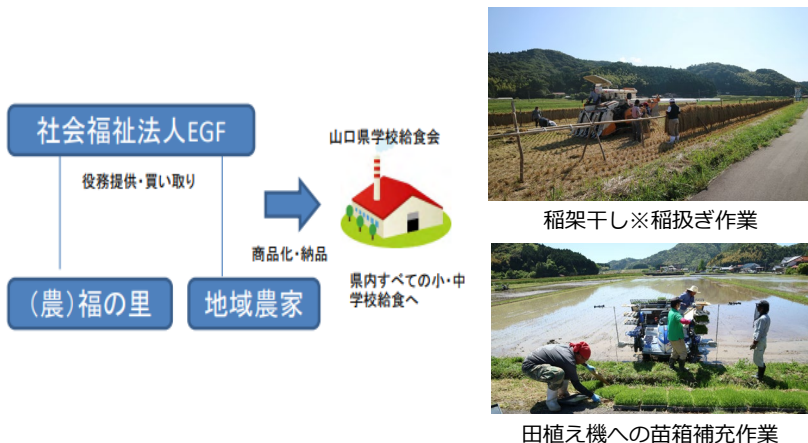 社会福祉法人EGF
役務提供・買い取り
(農)福の里
地域農家
商品化・納品
山口県学校給食会
県内すべての小・中
学校給食へ
稲架干し※稲扱ぎ作業
田植え機への苗箱補充作業